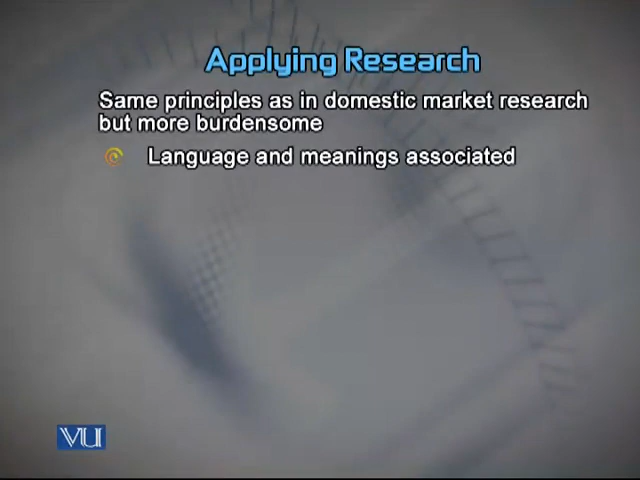 Applying Research
Same principles as in domestic market research
but more burdensome
Language and meanings associated
VU